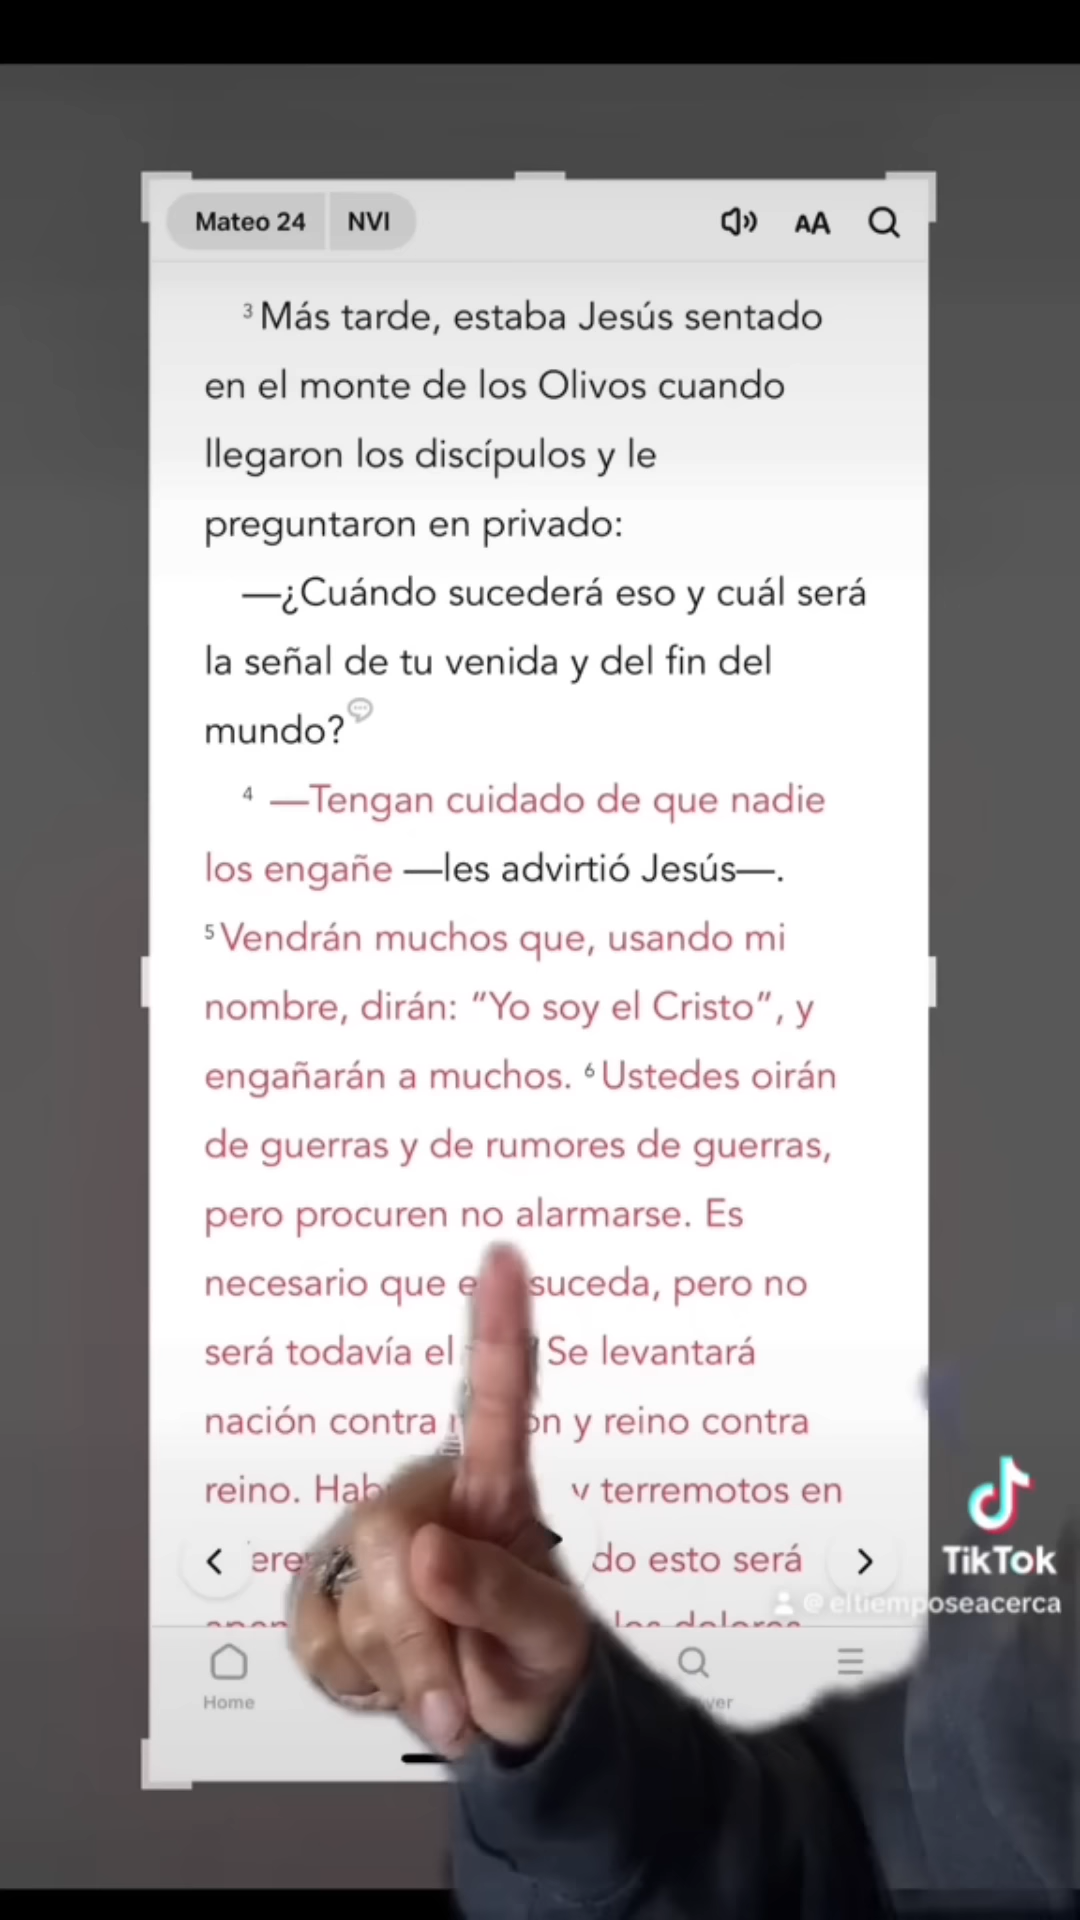 Mateo 24 NVI AA
3 Más tarde, estaba Jesús sentado
en el monte de los Olivos cuando
llegaron los discípulos y le
preguntaron en privado:
—¿Cuándo sucederá eso y cuál será
la señal de tu venida y del fin del
mundo?
4 —Tengan cuidado de que nadie
los engañe —les advirtió Jesús—.
5 Vendrán muchos que, usando mi
nombre, dirán: “Yo soy el Cristo”, y
engañarán a muchos. 6 Ustedes oirán
de guerras y de rumores de guerras,
pero procuren no alarmarse. Es
necesario que suceda, pero no
será todavía el Se levantará
nación contra y reino contra
reino. y terremotos en
esto será
los dolores
TikTok
@eltiemposeacerca
Home